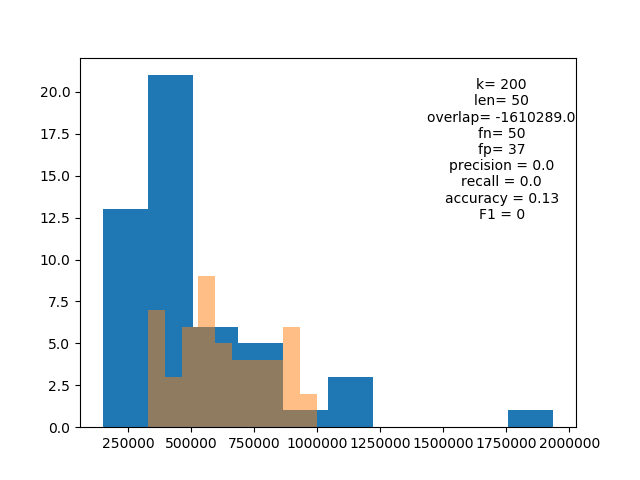 k= 200
len= 50
overlap= -1610289.0
fn= 50
fp= 37
precision = 0.0
recall = 0.0
accuracy = 0.13
F1 = 0
20.0
17.5
15.0
12.5
10.0
7.5
5.0
2.5
0.0
250000 500000 750000 1000000 1250000 1500000 1750000 2000000